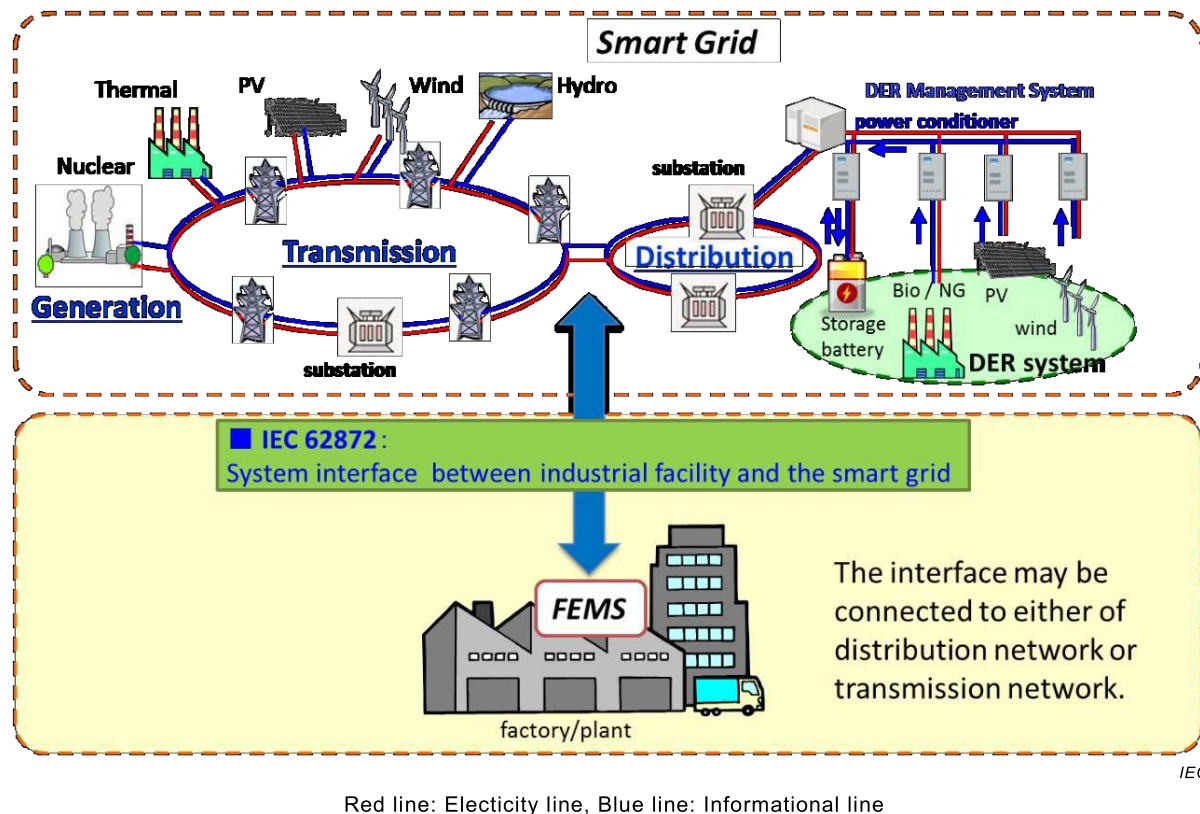 Smart Grid
Thermal
PV
Wind
Hydro
DER Management System
power conditioner
Nuclear
substation
Transmission
Distribution
Generation
Bio / NG
PV
Storage
battery
wind
DER system
substation
■ IEC 62872:
System interface between industrial facility and the smart grid
FEMS
The interface may be
connected to either of
distribution network or
transmission network.
factory/plant
IEC
Red line: Electicity line, Blue line: Informational line